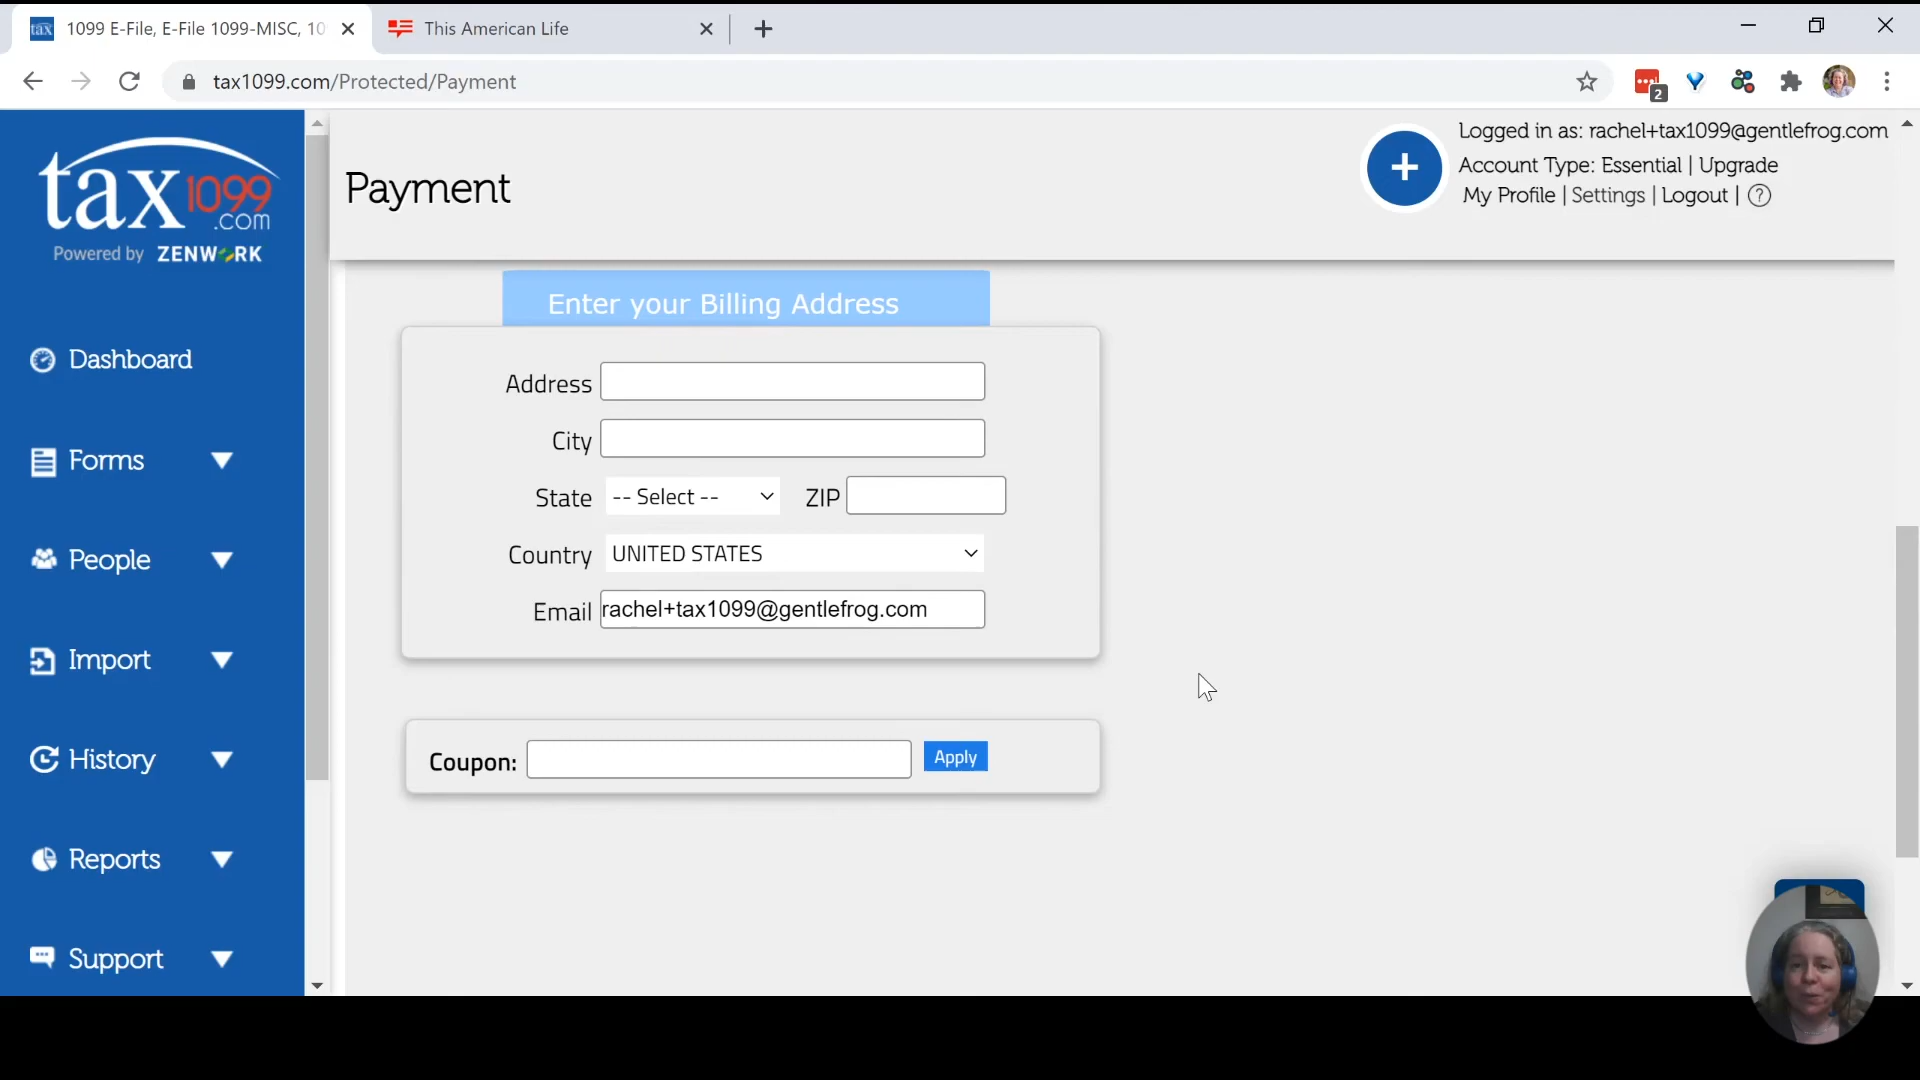 tax 1099 E-File, E-File 1099-MISC, 10
This American Life
tax1099.com/Protected/Payment
2
tax1099
.com
Powered by ZENWORK
Dashboard
Forms
People
Import
History
Reports
Support
Payment
Logged in as: rachel+tax1099@gentlefrog.com
Account Type: Essential | Upgrade
My Profile | Settings | Logout | ?
Enter your Billing Address
Address
City
State -- Select -- ZIP
Country UNITED STATES
Email rachel+tax1099@gentlefrog.com
Coupon: Apply